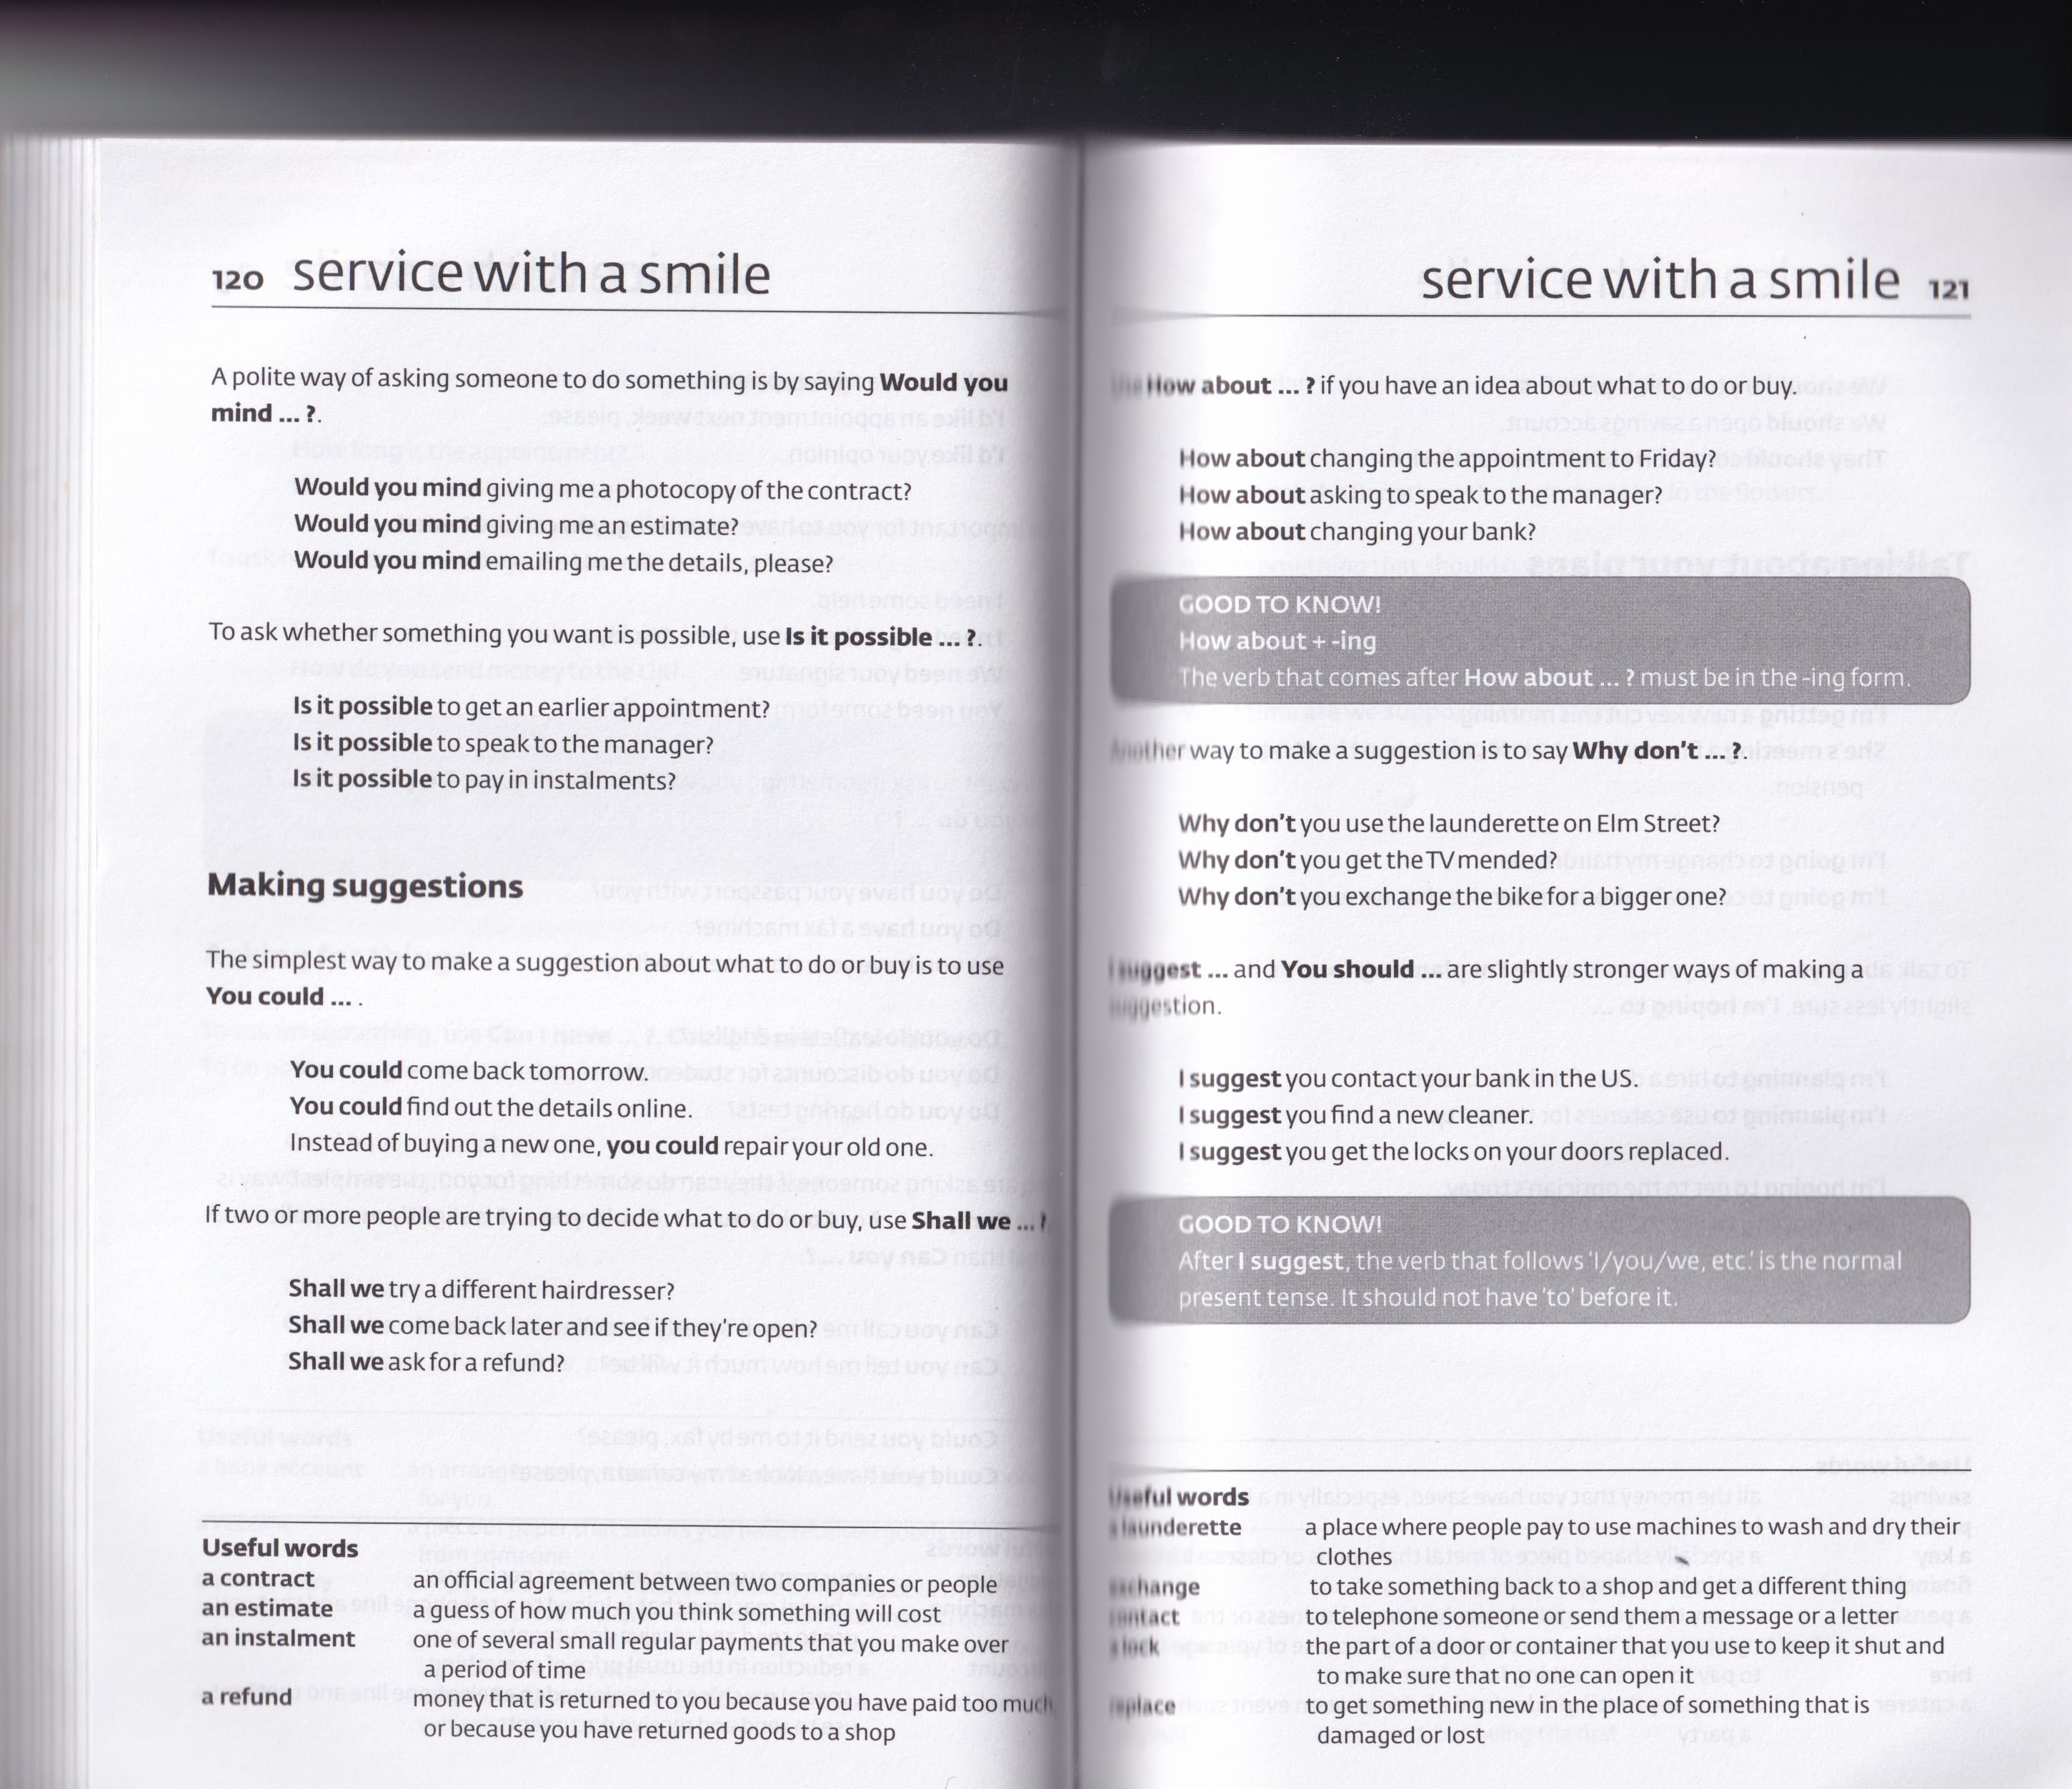 120 service with a smile
A polite way of asking someone to do something is by saying Would you
mind ... ?.
Would you mind giving me a photocopy of the contract?
Would you mind giving me an estimate?
Would you mind emailing me the details, please?
To ask whether something you want is possible, use Is it possible ... ?.
Is it possible to get an earlier appointment?
Is it possible to speak to the manager?
Is it possible to pay in instalments?
Making suggestions
The simplest way to make a suggestion about what to do or buy is to use
You could ... .
You could come back tomorrow.
You could find out the details online.
Instead of buying a new one, you could repair your old one.
If two or more people are trying to decide what to do or buy, use Shall we ... ?
Shall we try a different hairdresser?
Shall we come back later and see if they're open?
Shall we ask for a refund?
Useful words
a contract an official agreement between two companies or people
an estimate a guess of how much you think something will cost
an instalment one of several small regular payments that you make over
a period of time
a refund money that is returned to you because you have paid too much
or because you have returned goods to a shop
service with a smile 121
Use How about ... ? if you have an idea about what to do or buy.
How about changing the appointment to Friday?
How about asking to speak to the manager?
How about changing your bank?
GOOD TO KNOW!
How about + -ing
The verb that comes after How about ... ? must be in the -ing form.
Another way to make a suggestion is to say Why don't ... ?.
Why don't you use the launderette on Elm Street?
Why don't you get the TV mended?
Why don't you exchange the bike for a bigger one?
I suggest ... and You should ... are slightly stronger ways of making a
suggestion.
I suggest you contact your bank in the US.
I suggest you find a new cleaner.
I suggest you get the locks on your doors replaced.
GOOD TO KNOW!
After I suggest, the verb that follows 'I/you/we, etc.' is the normal
present tense. It should not have 'to' before it.
Useful words
a launderette a place where people pay to use machines to wash and dry their
clothes
exchange to take something back to a shop and get a different thing
contact to telephone someone or send them a message or a letter
a lock the part of a door or container that you use to keep it shut and
to make sure that no one can open it
replace to get something new in the place of something that is
damaged or lost